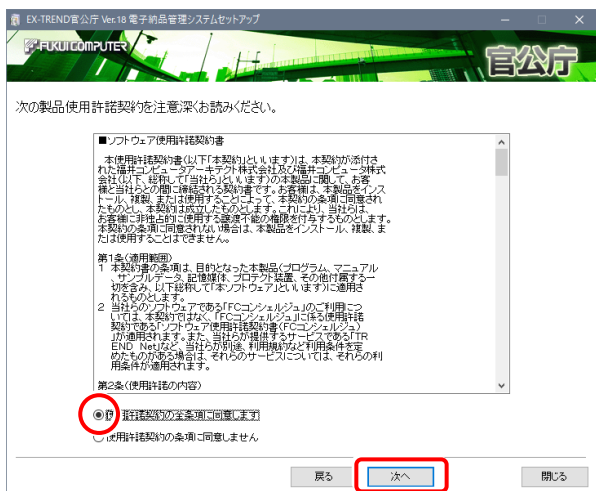 EX-TREND官公庁 Ver.18 電子納品管理システムセットアップ
FUKUI COMPUTER
官公庁
次の製品使用許諾契約を注意深くお読みください。
■ソフトウェア使用許諾契約書
本使用許諾契約書(以下「本契約」といいます)は、本契約が添付さ
れた福井コンピュータアーキテクト株式会社及び福井コンピュータ株式
会社(以下、総称して「当社ら」といいます)の本製品に関して、お客
様と当社らとの間に締結される契約書です。お客様は、本製品をインス
トール、複製、または使用することによって、本契約の条項に同意され
たものとし、本契約は成立したものとします。これにより、当社らは、
お客様に非独占的に使用する譲渡不能の権限を付与するものとします。
本契約の条項に同意されない場合は、本製品をインストール、複製、ま
たは使用することはできません。
第1条(適用範囲)
1 本契約書の条項は、目的となった本製品(プログラム、マニュアル
、サンプルデータ、記憶媒体、プロテクト装置、その他付属する一
切を含み、以下総称して「本ソフトウェア」といいます)に適用さ
れるものとします。
2 当社らのソフトウェアである「FCコンシェルジュ」のご利用につ
いては、本契約ではなく、「FCコンシェルジュ」に係る使用許諾
契約である「ソフトウェア使用許諾契約書(FCコンシェルジュ)
」が適用されます。また、当社らが提供するサービスである「TR
END Net」など、当社らが別途、利用規約など利用条件を定
めたものがある場合は、それらのサービスについては、それらの利
用条件が適用されます。
第2条(使用許諾の内容)
使用許諾契約の全条項に同意します
使用許諾契約の条項に同意しません
戻る 次へ 閉じる